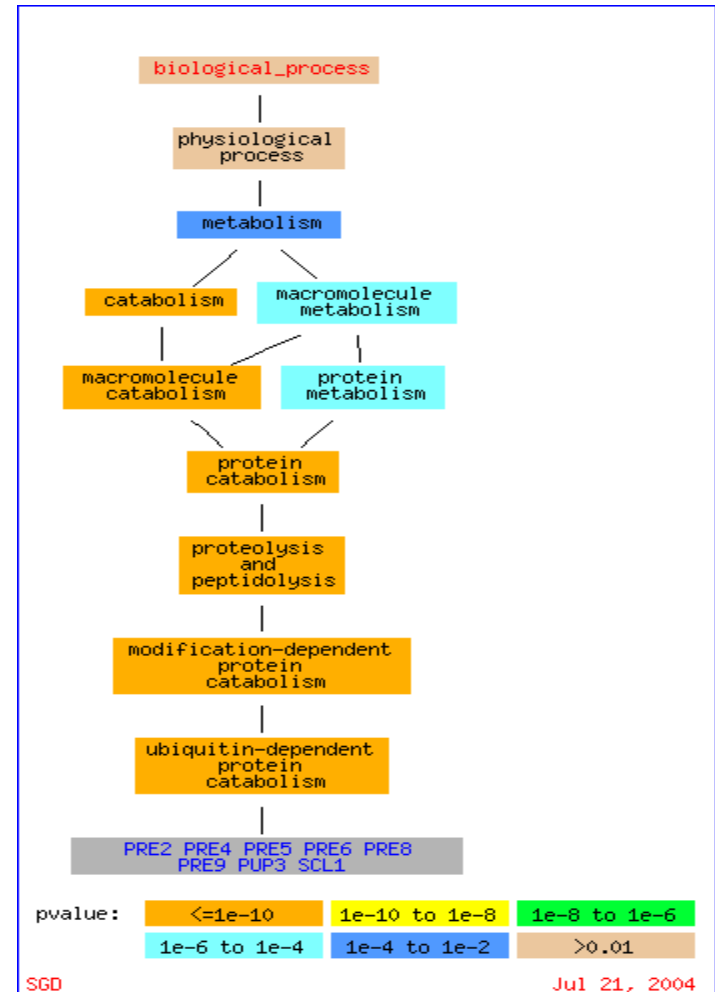 biological_process
physiological
process
metabolism
catabolism
macromolecule
metabolism
macromolecule
catabolism
protein
metabolism
protein
catabolism
proteolysis
and
peptidolysis
modification-dependent
protein
catabolism
ubiquitin-dependent
protein
catabolism
PRE2 PRE4 PRE5 PRE6 PRE8
PRE9 PUP3 SCL1
pvalue: <=1e-10 1e-10 to 1e-8 1e-8 to 1e-6
1e-6 to 1e-4 1e-4 to 1e-2 >0.01
SGD Jul 21, 2004